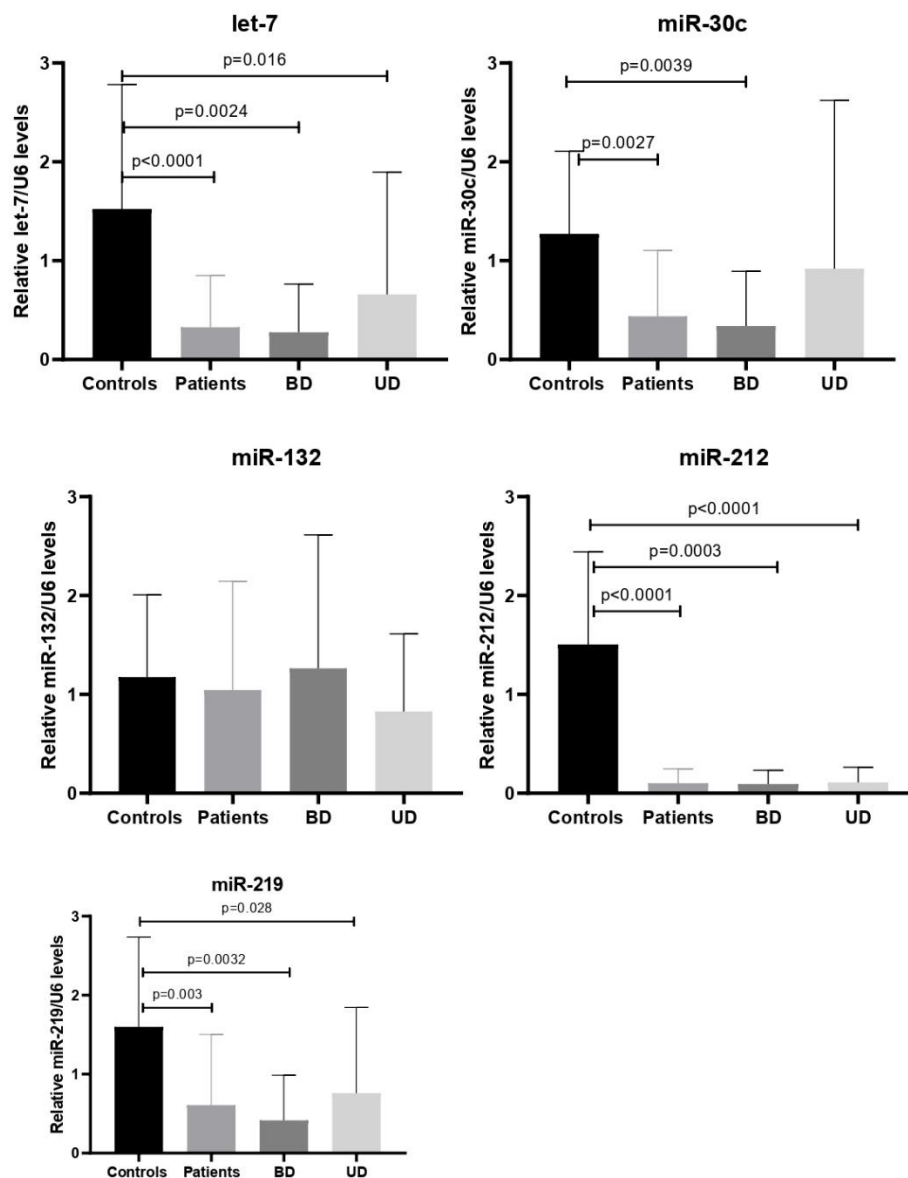 let-7
Relative let-7/U6 levels
3
2
1
0
p=0.016
p=0.0024
p<0.0001
Controls Patients BD UD
miR-30c
Relative miR-30c/U6 levels
3
2
1
0
p=0.0039
p=0.0027
Controls Patients BD UD
miR-132
Relative miR-132/U6 levels
3
2
1
0
Controls Patients BD UD
miR-212
Relative miR-212/U6 levels
3
2
1
0
p<0.0001
p=0.0003
p<0.0001
Controls Patients BD UD
miR-219
Relative miR-219/U6 levels
3
2
1
0
p=0.028
p=0.0032
p=0.003
Controls Patients BD UD